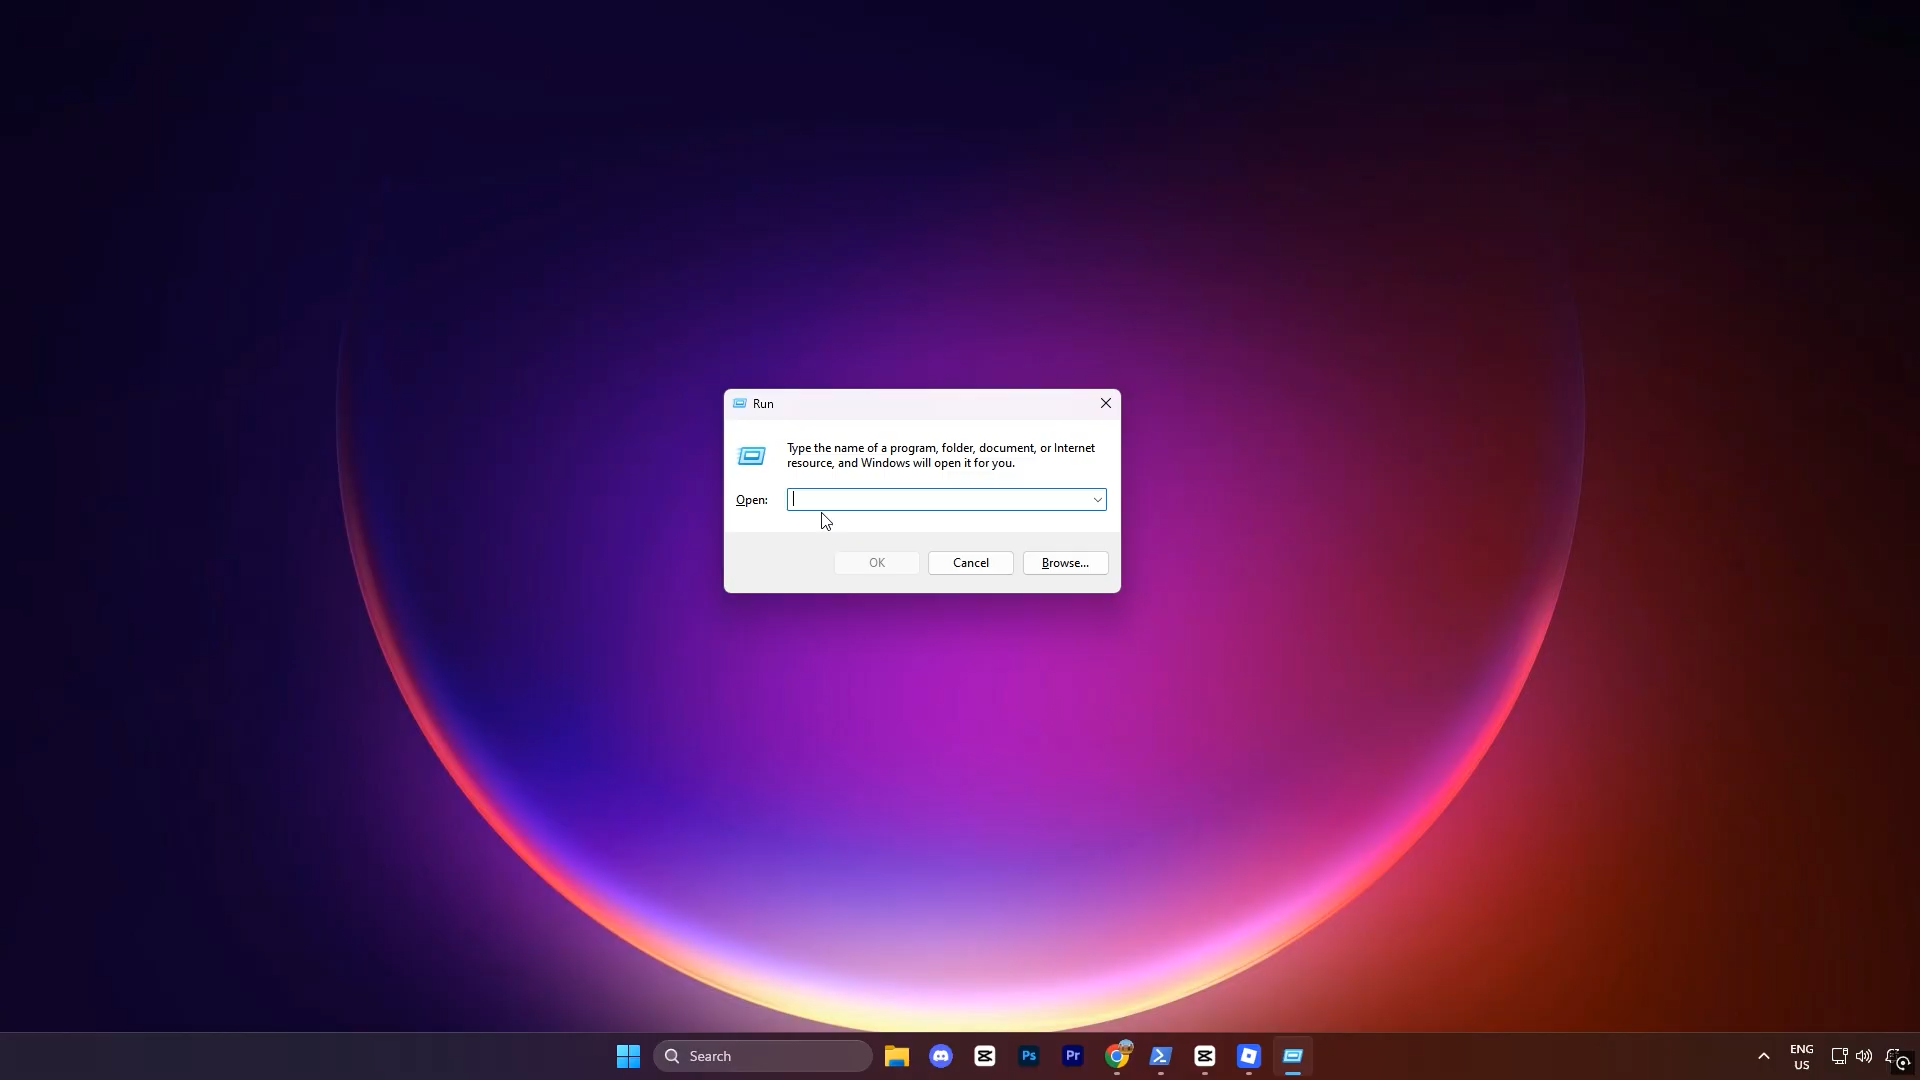 Run
Type the name of a program, folder, document, or Internet
resource, and Windows will open it for you.
Open:
OK
Cancel
Browse...
Search
Ps
Pr
ENG
US